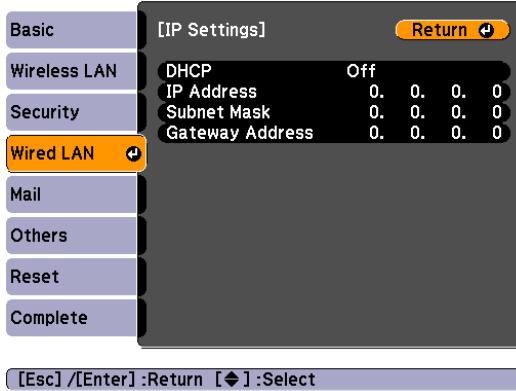 Basic
Wireless LAN
Security
Wired LAN
Mail
Others
Reset
Complete
[IP Settings] Return
DHCP Off
IP Address 0. 0. 0. 0
Subnet Mask 0. 0. 0. 0
Gateway Address 0. 0. 0. 0
[Esc] /[Enter] :Return [◆] :Select